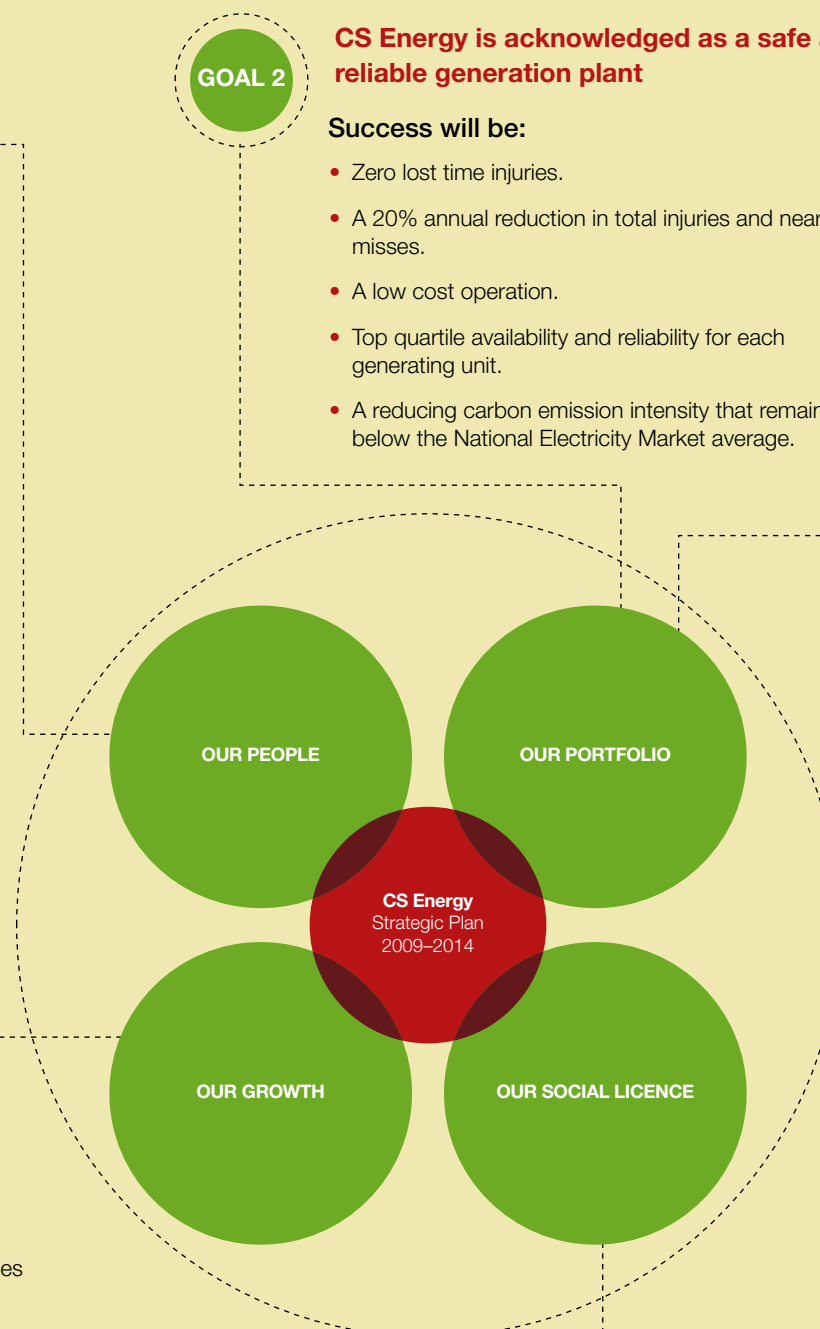 GOAL 2
CS Energy is acknowledged as a safe
reliable generation plant
Success will be:
• Zero lost time injuries.
• A 20% annual reduction in total injuries and near
misses.
• A low cost operation.
• Top quartile availability and reliability for each
generating unit.
• A reducing carbon emission intensity that remain
below the National Electricity Market average.
OUR PEOPLE
OUR PORTFOLIO
CS Energy
Strategic Plan
2009–2014
OUR GROWTH
OUR SOCIAL LICENCE
es